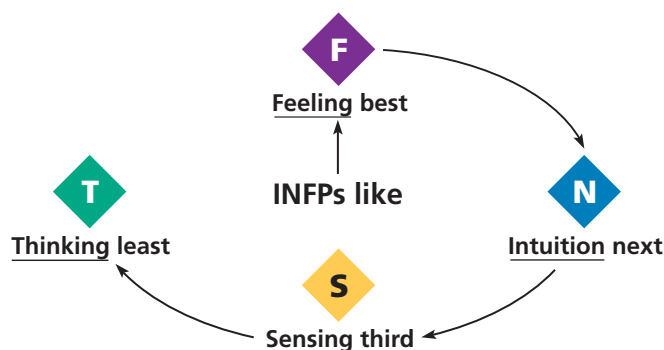 F
Feeling best
INFPs like
T
Thinking least
N
Intuition next
S
Sensing third